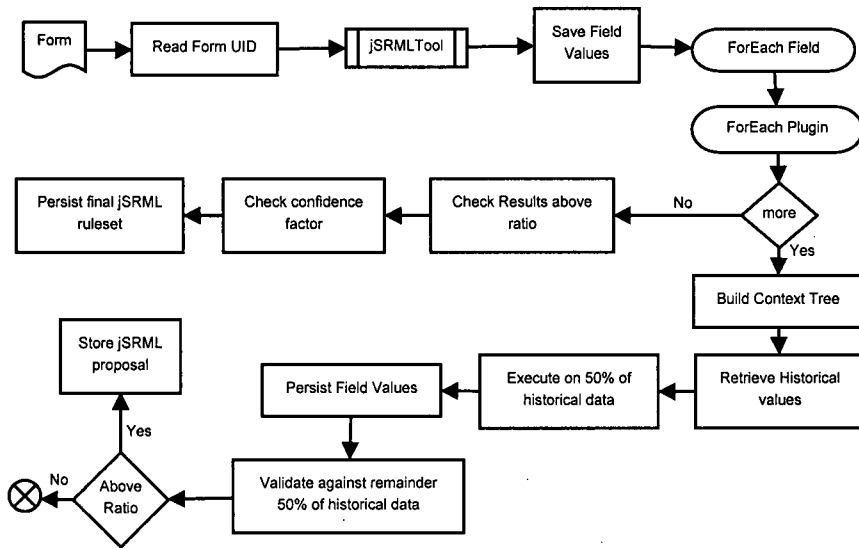 Form
Read Form UID
jSRMLTool
Save Field
Values
ForEach Field
ForEach Plugin
more
No
Yes
Check Results above
ratio
Check confidence
factor
Persist final jSRML
ruleset
Build Context Tree
Retrieve Historical
values
Execute on 50% of
historical data
Persist Field Values
Validate against remainder
50% of historical data
Above
Ratio
Yes
No
Store jSRML
proposal